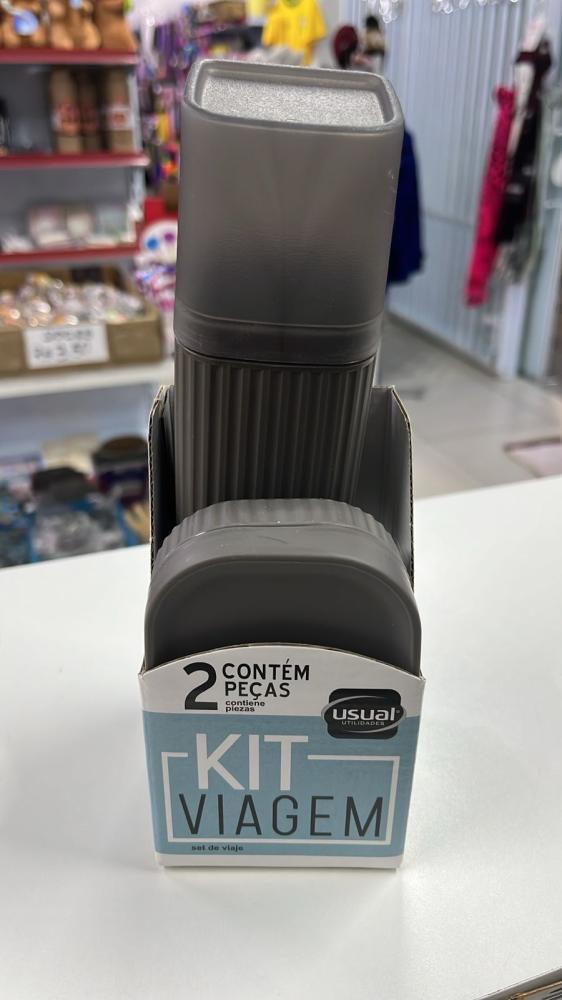 2 CONTÉM
PEÇAS
contiene
piezas
usual
UTILIDADES
KIT
VIAGEM
set de viaje